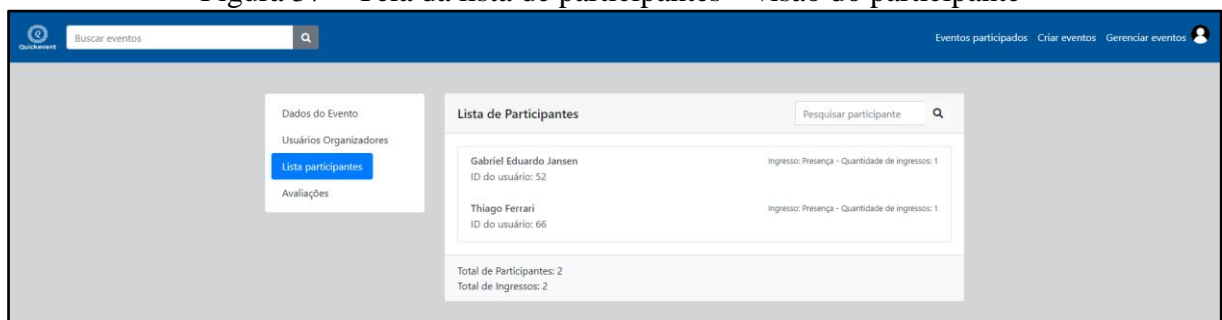 Quickevent
Buscar eventos
Eventos participados Criar eventos Gerenciar eventos
Dados do Evento
Usuários Organizadores
Lista participantes
Avaliações
Lista de Participantes
Pesquisar participante
Gabriel Eduardo Jansen
Ingresso: Presença - Quantidade de ingressos: 1
ID do usuário: 52
Thiago Ferrari
Ingresso: Presença - Quantidade de ingressos: 1
ID do usuário: 66
Total de Participantes: 2
Total de Ingressos: 2